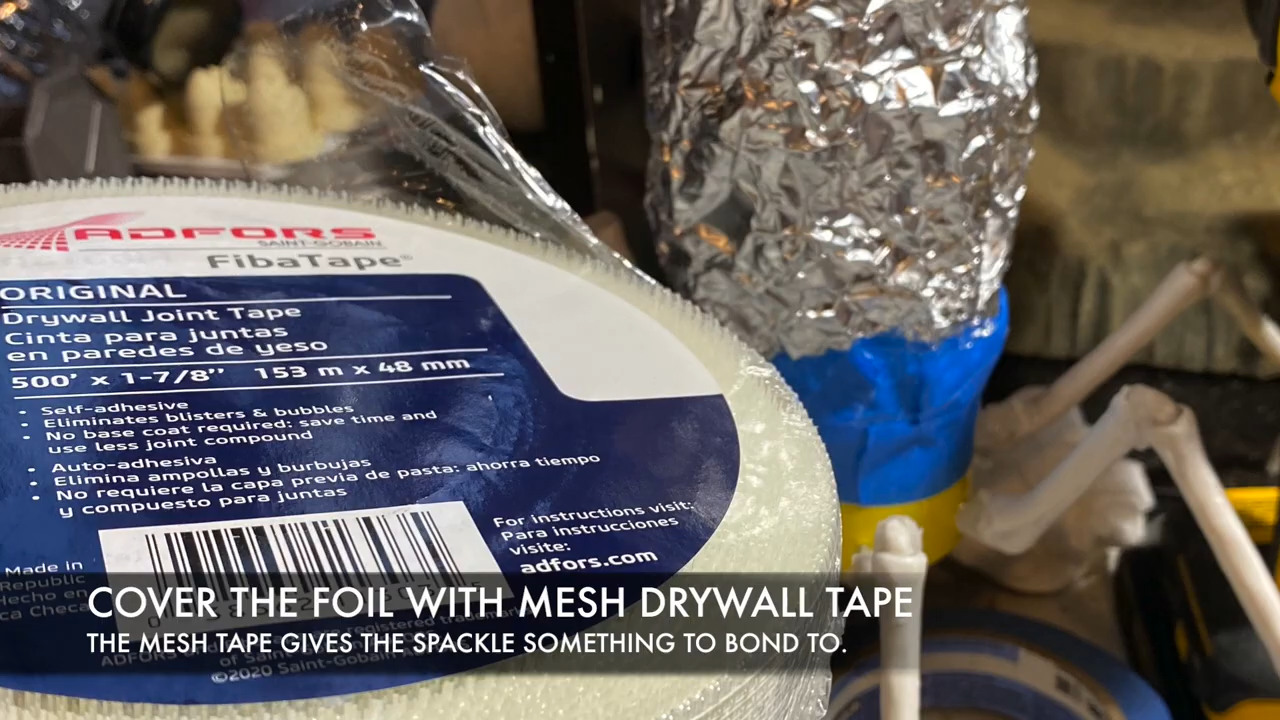 ADFORS
SAINT-GOBAIN
FibaTape®
ORIGINAL
Drywall Joint Tape
Cinta para juntas
en paredes de yeso
500' x 1-7/8'' 153 m x 48 mm
• Self-adhesive
• Eliminates blisters & bubbles
• No base coat required: save time and
use less joint compound
• Auto-adhesiva
• Elimina ampollas y burbujas
• No requiere la capa previa de pasta: ahorra tiempo
y compuesto para juntas
For instructions visit:
Para instrucciones
visite:
adfors.com
Made in
Republic
Hecho en
ca Checa
COVER THE FOIL WITH MESH DRYWALL TAPE
THE MESH TAPE GIVES THE SPACKLE SOMETHING TO BOND TO.
©2020 Saint-Gobain